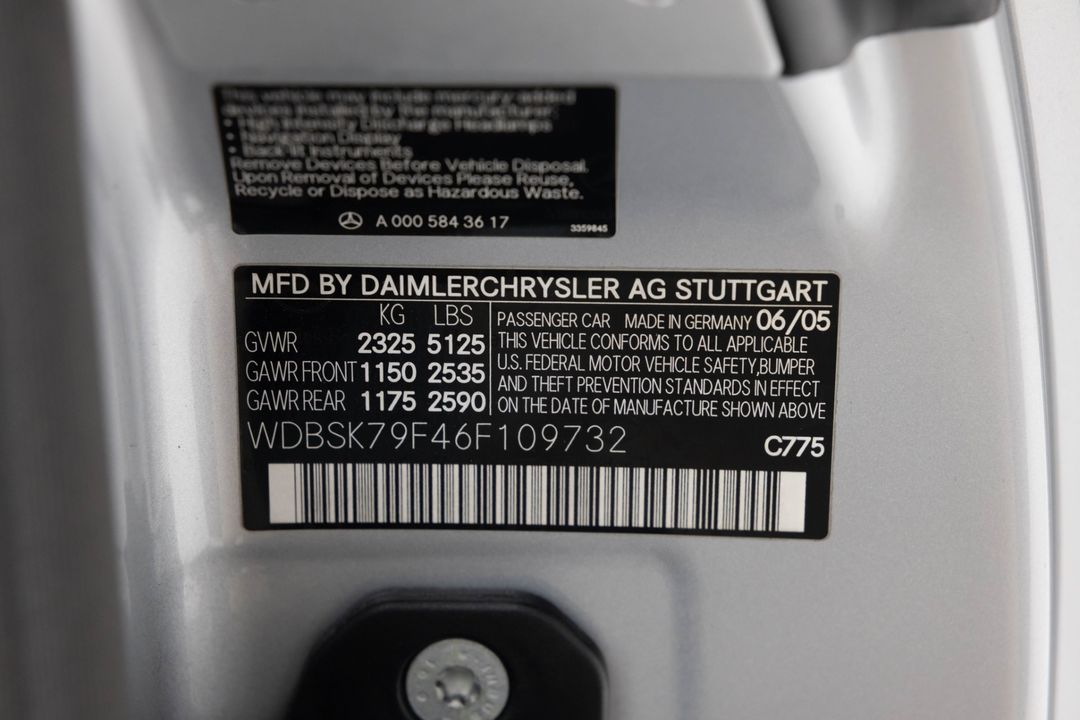 This vehicle may include mercury added
devices installed by the manufacturer:
• High Intensity Discharge Headlamps
• Navigation Display
• Back lit Instruments
Remove Devices Before Vehicle Disposal.
Upon Removal of Devices Please Reuse,
Recycle or Dispose as Hazardous Waste.
A 000 584 36 17
3359845
MFD BY DAIMLERCHRYSLER AG STUTTGART
KG LBS
GVWR 2325 5125
GAWR FRONT 1150 2535
GAWR REAR 1175 2590
PASSENGER CAR MADE IN GERMANY 06/05
THIS VEHICLE CONFORMS TO ALL APPLICABLE
U.S. FEDERAL MOTOR VEHICLE SAFETY,BUMPER
AND THEFT PREVENTION STANDARDS IN EFFECT
ON THE DATE OF MANUFACTURE SHOWN ABOVE
WDBSK79F46F109732
C775